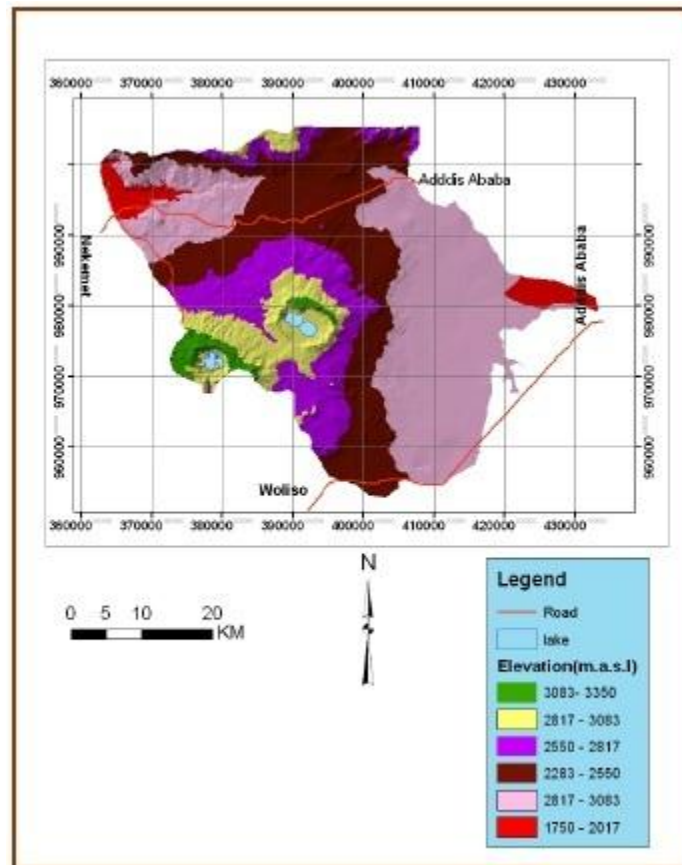 360000 370000 380000 390000 400000 410000 420000 430000
Adddis Ababa
Nekemet
Adddis Ababa
990000
990000
980000
980000
970000
970000
960000
960000
Woliso
360000 370000 380000 390000 400000 410000 420000 430000
N
0 5 10 20
KM
Legend
Road
lake
Elevation(m.a.s.l)
3083- 3350
2817 - 3083
2550 - 2817
2283 - 2550
2817 - 3083
1750 - 2017